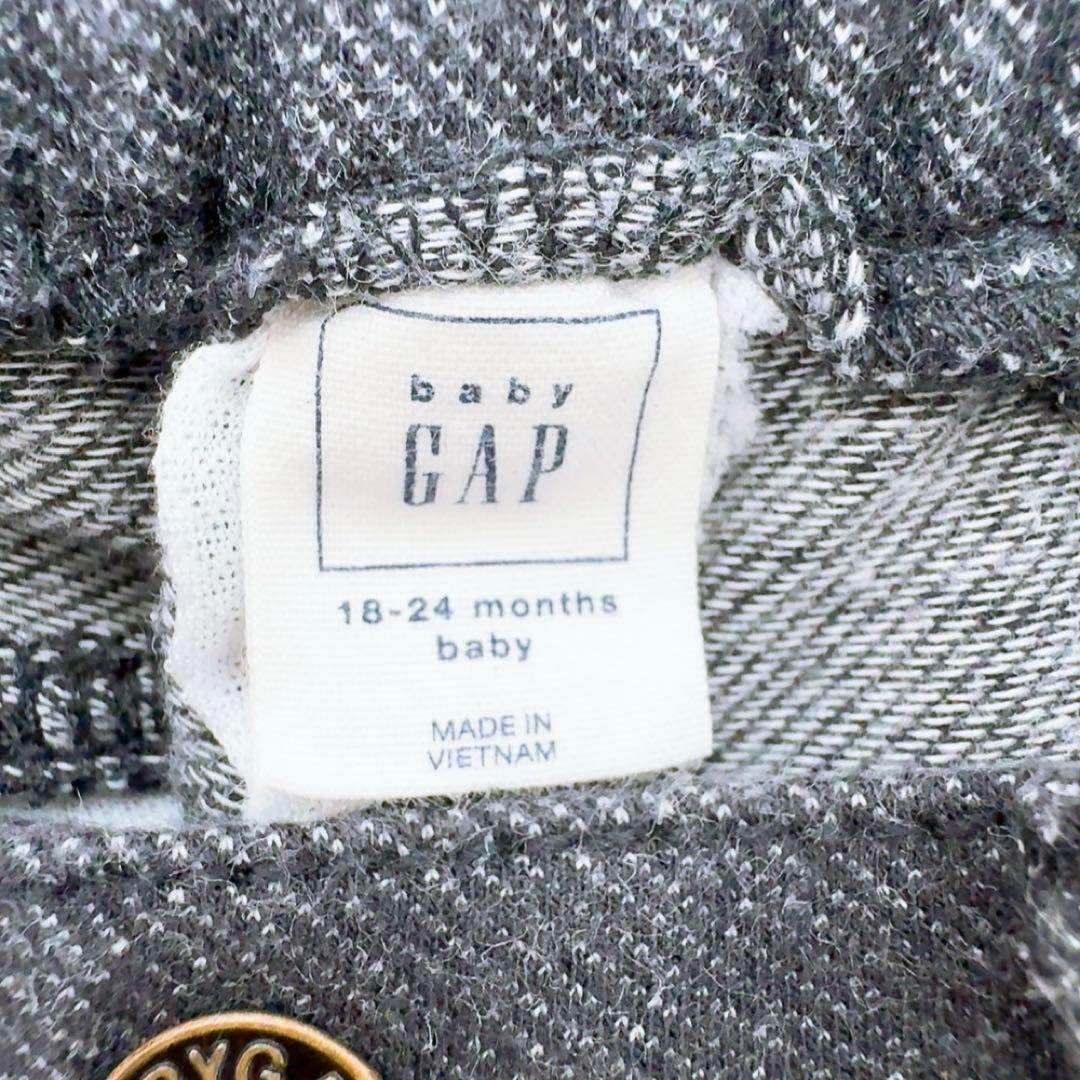 baby
GAP
18-24 months
baby
MADE IN
VIETNAM